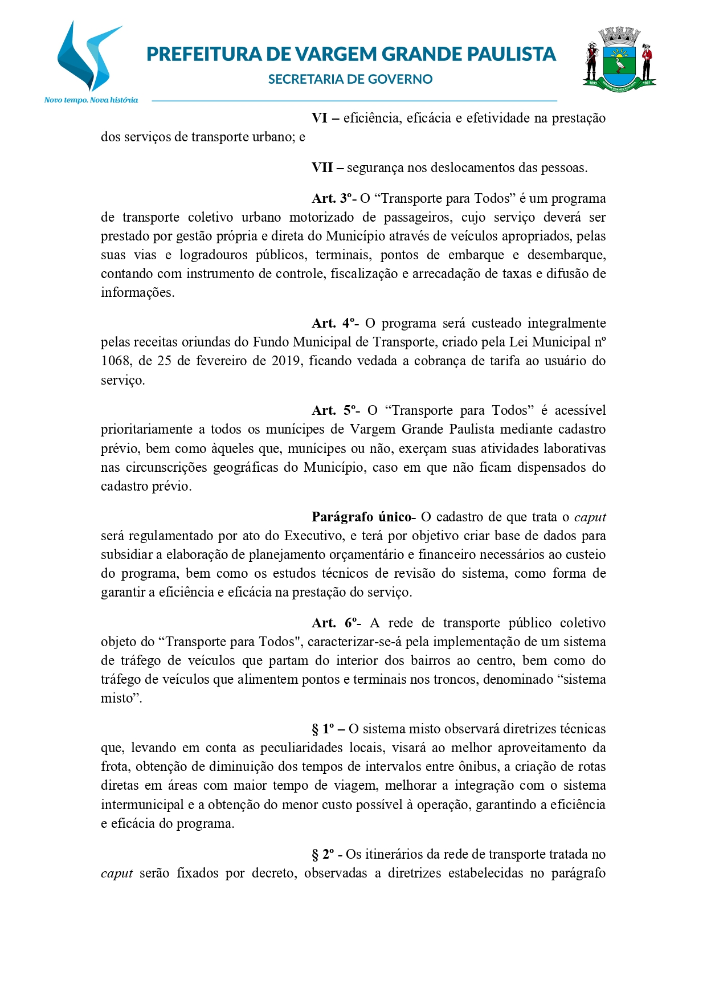 PREFEITURA DE VARGEM GRANDE PAULISTA
SECRETARIA DE GOVERNO
Novo tempo. Nova história
1893 VARGEM GRANDE PAULISTA 1981
VI – eficiência, eficácia e efetividade na prestação
dos serviços de transporte urbano; e
VII – segurança nos deslocamentos das pessoas.
Art. 3º- O “Transporte para Todos” é um programa
de transporte coletivo urbano motorizado de passageiros, cujo serviço deverá ser
prestado por gestão própria e direta do Município através de veículos apropriados, pelas
suas vias e logradouros públicos, terminais, pontos de embarque e desembarque,
contando com instrumento de controle, fiscalização e arrecadação de taxas e difusão de
informações.
Art. 4º- O programa será custeado integralmente
pelas receitas oriundas do Fundo Municipal de Transporte, criado pela Lei Municipal nº
1068, de 25 de fevereiro de 2019, ficando vedada a cobrança de tarifa ao usuário do
serviço.
Art. 5º- O “Transporte para Todos” é acessível
prioritariamente a todos os munícipes de Vargem Grande Paulista mediante cadastro
prévio, bem como àqueles que, munícipes ou não, exerçam suas atividades laborativas
nas circunscrições geográficas do Município, caso em que não ficam dispensados do
cadastro prévio.
Parágrafo único- O cadastro de que trata o caput
será regulamentado por ato do Executivo, e terá por objetivo criar base de dados para
subsidiar a elaboração de planejamento orçamentário e financeiro necessários ao custeio
do programa, bem como os estudos técnicos de revisão do sistema, como forma de
garantir a eficiência e eficácia na prestação do serviço.
Art. 6º- A rede de transporte público coletivo
objeto do “Transporte para Todos", caracterizar-se-á pela implementação de um sistema
de tráfego de veículos que partam do interior dos bairros ao centro, bem como do
tráfego de veículos que alimentem pontos e terminais nos troncos, denominado “sistema
misto”.
§ 1º – O sistema misto observará diretrizes técnicas
que, levando em conta as peculiaridades locais, visará ao melhor aproveitamento da
frota, obtenção de diminuição dos tempos de intervalos entre ônibus, a criação de rotas
diretas em áreas com maior tempo de viagem, melhorar a integração com o sistema
intermunicipal e a obtenção do menor custo possível à operação, garantindo a eficiência
e eficácia do programa.
§ 2º - Os itinerários da rede de transporte tratada no
caput serão fixados por decreto, observadas a diretrizes estabelecidas no parágrafo